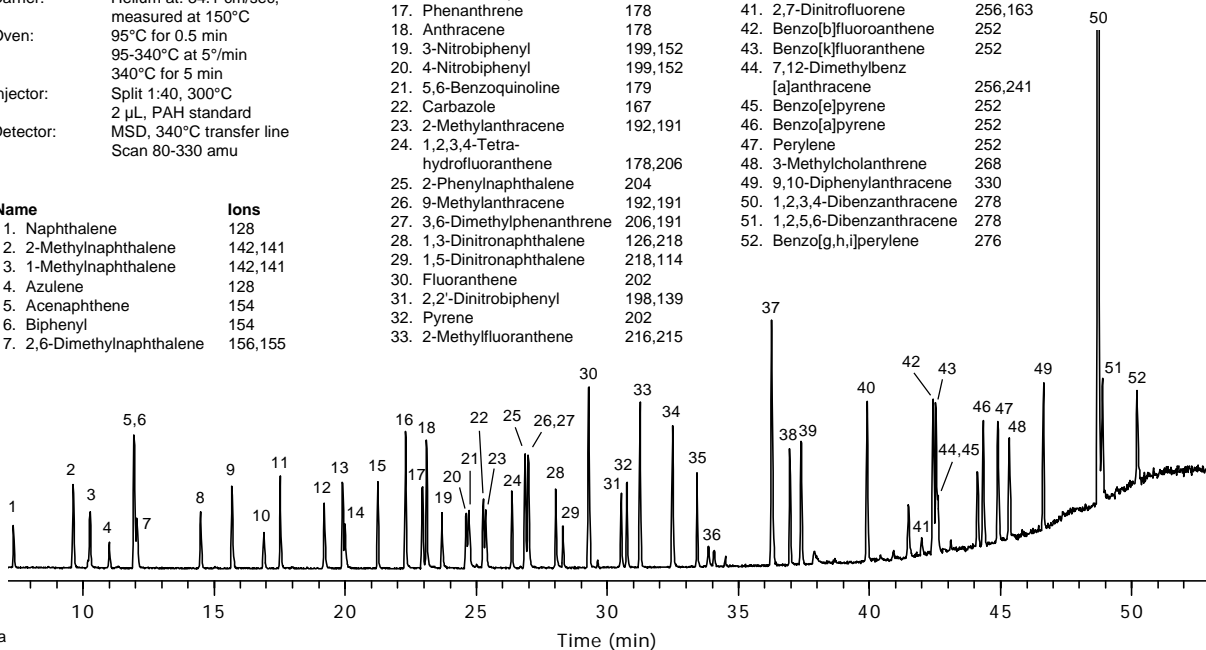 measured at 150°C
95°C for 0.5 min
95-340°C at 5°/min
340°C for 5 min
Split 1:40, 300°C
2 µL, PAH standard
MSD, 340°C transfer line
Scan 80-330 amu
Name Ions
1. Naphthalene 128
2. 2-Methylnaphthalene 142,141
3. 1-Methylnaphthalene 142,141
4. Azulene 128
5. Acenaphthene 154
6. Biphenyl 154
7. 2,6-Dimethylnaphthalene 156,155
17. Phenanthrene 178
18. Anthracene 178
19. 3-Nitrobiphenyl 199,152
20. 4-Nitrobiphenyl 199,152
21. 5,6-Benzoquinoline 179
22. Carbazole 167
23. 2-Methylanthracene 192,191
24. 1,2,3,4-Tetra-
hydrofluoranthene 178,206
25. 2-Phenylnaphthalene 204
26. 9-Methylanthracene 192,191
27. 3,6-Dimethylphenanthrene 206,191
28. 1,3-Dinitronaphthalene 126,218
29. 1,5-Dinitronaphthalene 218,114
30. Fluoranthene 202
31. 2,2'-Dinitrobiphenyl 198,139
32. Pyrene 202
33. 2-Methylfluoranthene 216,215
41. 2,7-Dinitrofluorene 256,163
42. Benzo[b]fluoroanthene 252
43. Benzo[k]fluoranthene 252
44. 7,12-Dimethylbenz
[a]anthracene 256,241
45. Benzo[e]pyrene 252
46. Benzo[a]pyrene 252
47. Perylene 252
48. 3-Methylcholanthrene 268
49. 9,10-Diphenylanthracene 330
50. 1,2,3,4-Dibenzanthracene 278
51. 1,2,5,6-Dibenzanthracene 278
52. Benzo[g,h,i]perylene 276
1 2 3 4 5,6 7 8 9 10 11 12 13 14 15 16 17 18 19 20 21 22 23 24 25 26,27 28 29 30 31 32 33 34 35 36 37 38 39 40 41 42 43 44,45 46 47 48 49 50 51 52
10 15 20 25 30 35 40 45 50
Time (min)